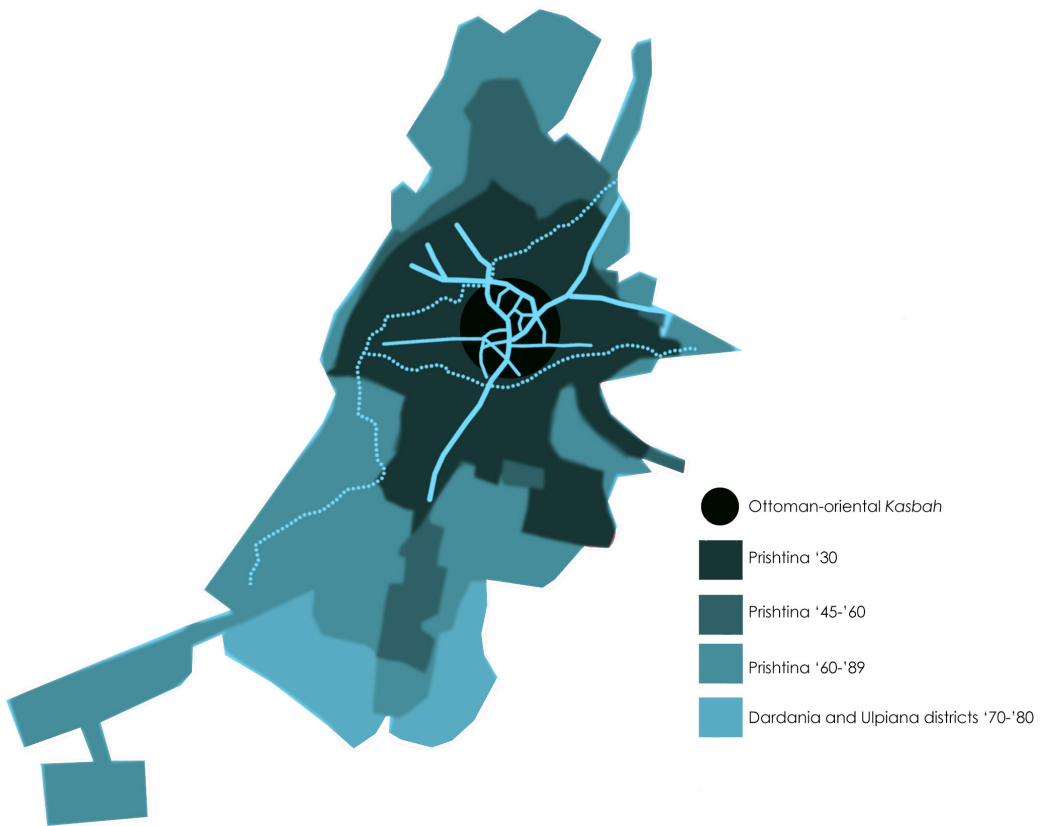 Ottoman-oriental Kasbah
Prishtina ‘30
Prishtina ‘45-’60
Prishtina ‘60-’89
Dardania and Ulpiana districts ‘70-’80